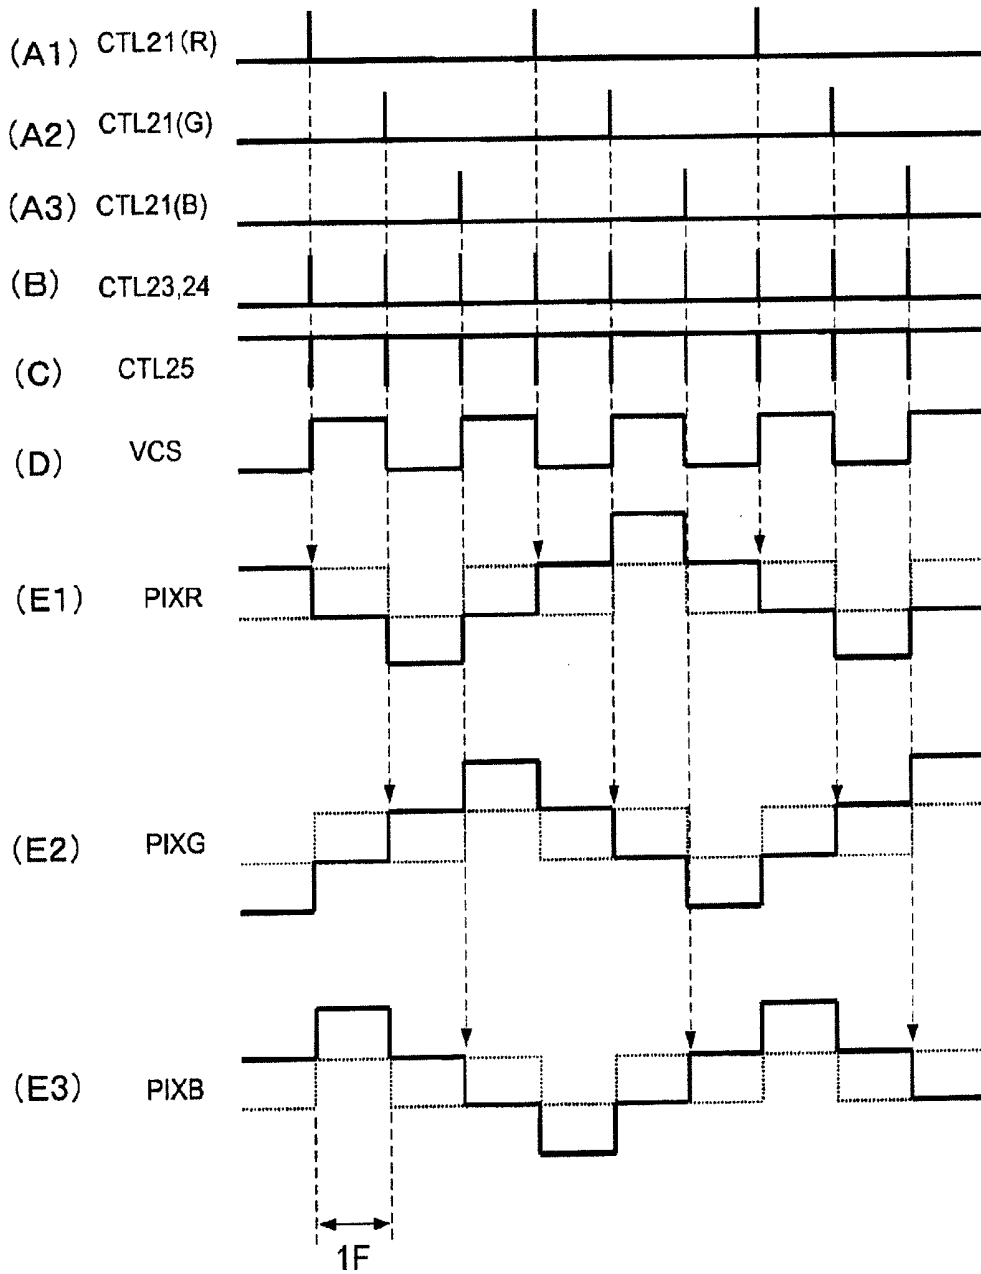 (A1) CTL21(R)
(A2) CTL21(G)
(A3) CTL21(B)
(B) CTL23,24
(C) CTL25
(D) VCS
(E1) PIXR
(E2) PIXG
(E3) PIXB
1F